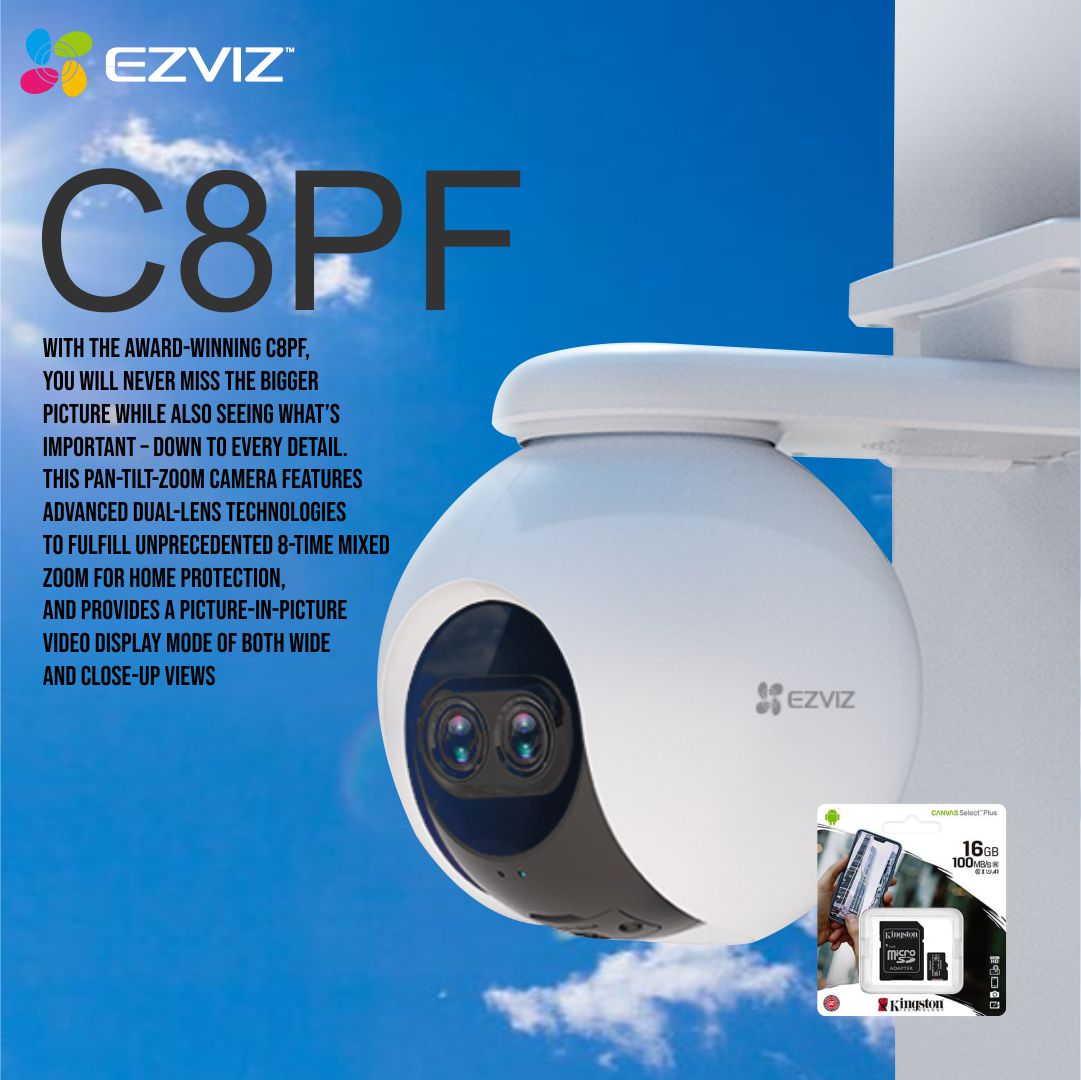 EZVIZ™
C8PF
WITH THE AWARD-WINNING C8PF,
YOU WILL NEVER MISS THE BIGGER
PICTURE WHILE ALSO SEEING WHAT'S
IMPORTANT – DOWN TO EVERY DETAIL.
THIS PAN-TILT-ZOOM CAMERA FEATURES
ADVANCED DUAL-LENS TECHNOLOGIES
TO FULFILL UNPRECEDENTED 8-TIME MIXED
ZOOM FOR HOME PROTECTION,
AND PROVIDES A PICTURE-IN-PICTURE
VIDEO DISPLAY MODE OF BOTH WIDE
AND CLOSE-UP VIEWS
EZVIZ
CANVAS Select™ Plus
16GB
100MB/s
Kingston
micro
SD
ADAPTER
Kingston
TECHNOLOGY